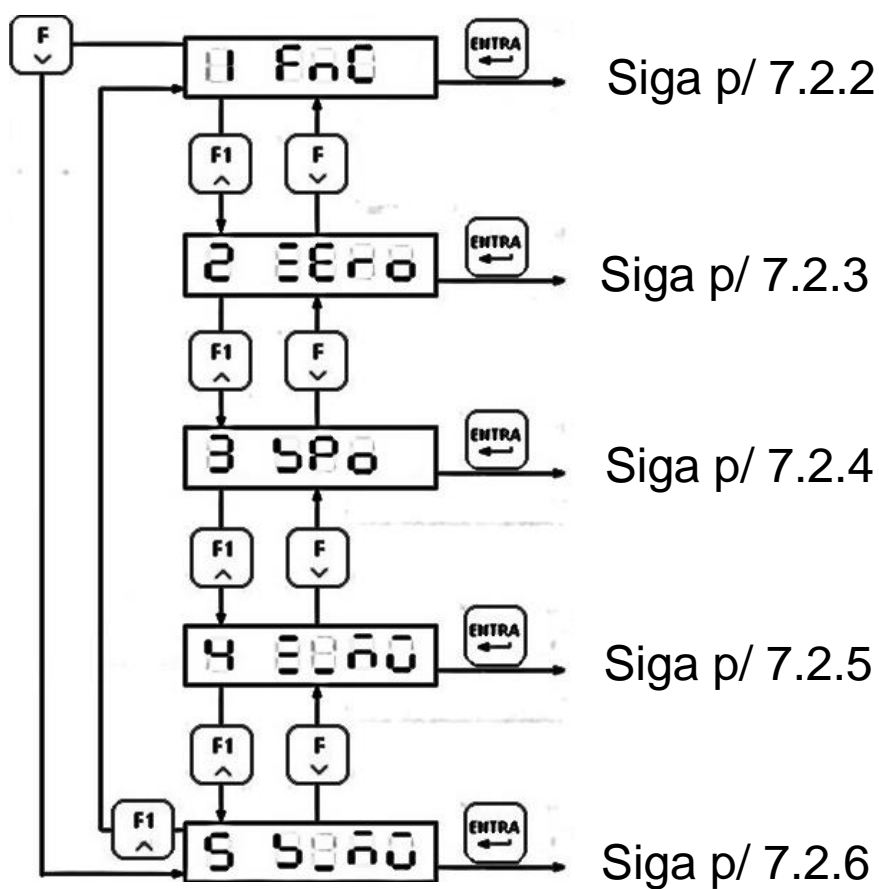 F
1 FnC
ENTRA
Siga p/ 7.2.2
F1
F
2 ZEro
ENTRA
Siga p/ 7.2.3
F1
F
3 SPo
ENTRA
Siga p/ 7.2.4
F1
F
4
ENTRA
Siga p/ 7.2.5
F1
F
F1
5
ENTRA
Siga p/ 7.2.6